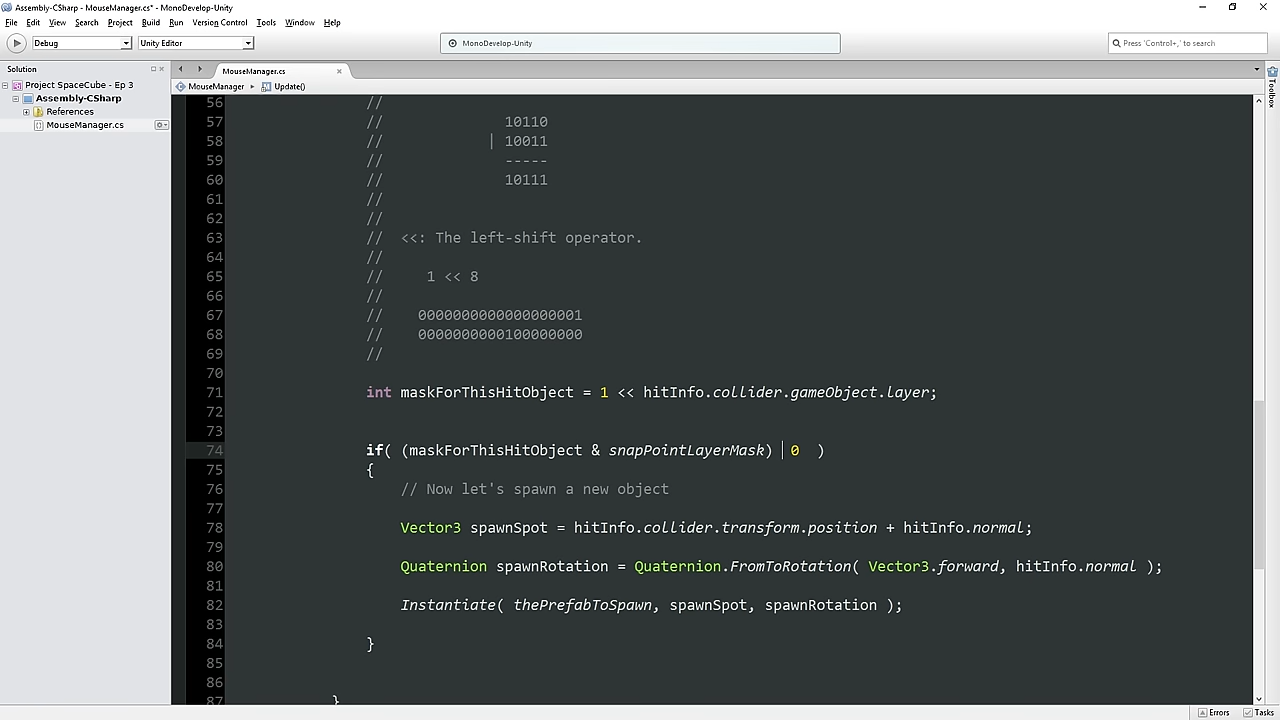 Assembly-CSharp - MouseManager.cs* - MonoDevelop-Unity
File Edit View Search Project Build Run Version Control Tools Window Help
Debug Unity Editor MonoDevelop-Unity Press 'Control+,' to search
Solution MouseManager.cs
MouseManager ▸ Update()
Project SpaceCube - Ep 3
Assembly-CSharp
References
MouseManager.cs
Toolbox
56 //
57 // 10110
58 // | 10011
59 // -----
60 // 10111
61 //
62 //
63 // <<: The left-shift operator.
64 //
65 // 1 << 8
66 //
67 // 0000000000000000001
68 // 0000000000100000000
69 //
70
71 int maskForThisHitObject = 1 << hitInfo.collider.gameObject.layer;
72
73
74 if( (maskForThisHitObject & snapPointLayerMask) 0 )
75 {
76 // Now let's spawn a new object
77
78 Vector3 spawnSpot = hitInfo.collider.transform.position + hitInfo.normal;
79
80 Quaternion spawnRotation = Quaternion.FromToRotation( Vector3.forward, hitInfo.normal );
81
82 Instantiate( thePrefabToSpawn, spawnSpot, spawnRotation );
83
84 }
85
86
87 }
Errors Tasks